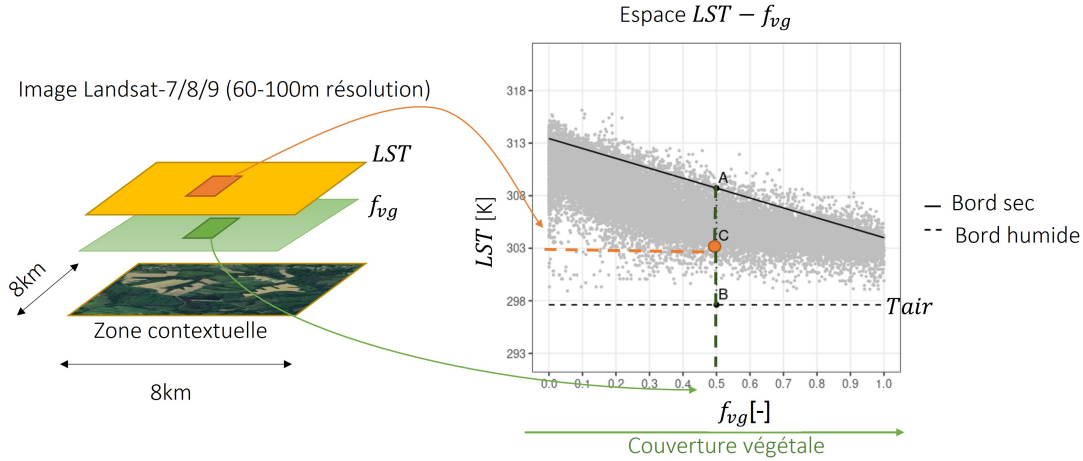 Espace LST − fvg
Image Landsat-7/8/9 (60-100m résolution)
LST
fvg
8km
Zone contextuelle
8km
LST [K]
318
313
308
303
298
293
A
C
B
Tair
0.0 0.1 0.2 0.3 0.4 0.5 0.6 0.7 0.8 0.9 1.0
fvg[-]
Couverture végétale
Bord sec
Bord humide